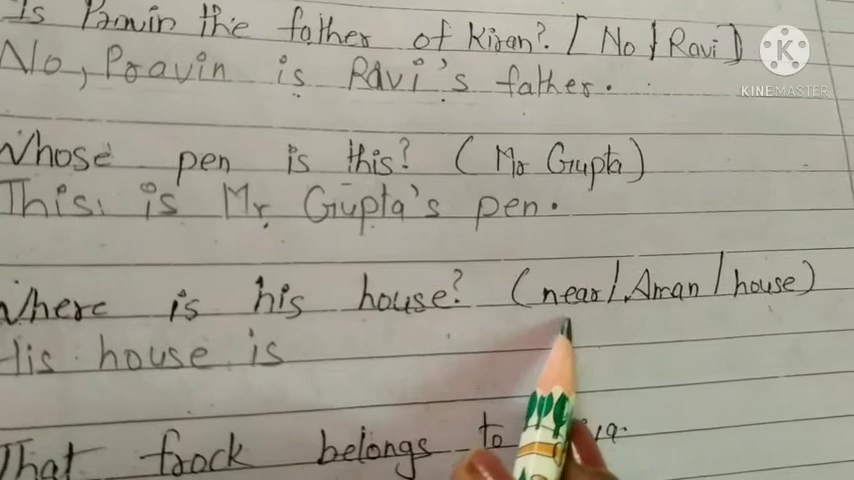 Is Pravin the father of Kiran? [No / Ravi]
No, Pravin is Ravi's father.
KINEMASTER
Whose pen is this? (Mr Gupta)
This is Mr. Gupta's pen.
Where is his house? (near / Aman / house)
His house is
That frock belongs to